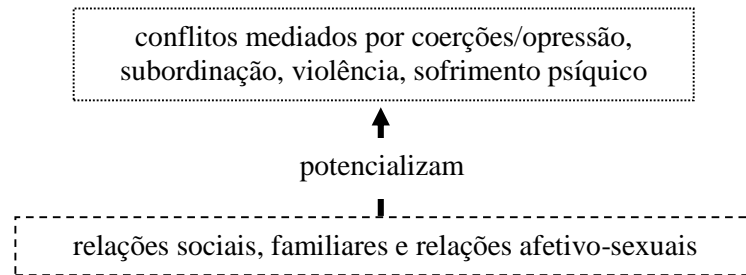 conflitos mediados por coerções/opressão,
subordinação, violência, sofrimento psíquico
potencializam
relações sociais, familiares e relações afetivo-sexuais